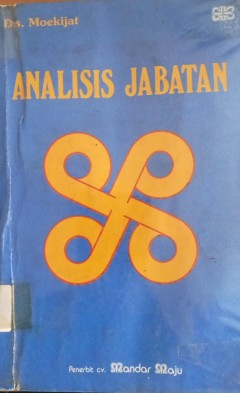 Drs. Moekijat
ANALISIS JABATAN
Penerbit cv. Mandar Maju